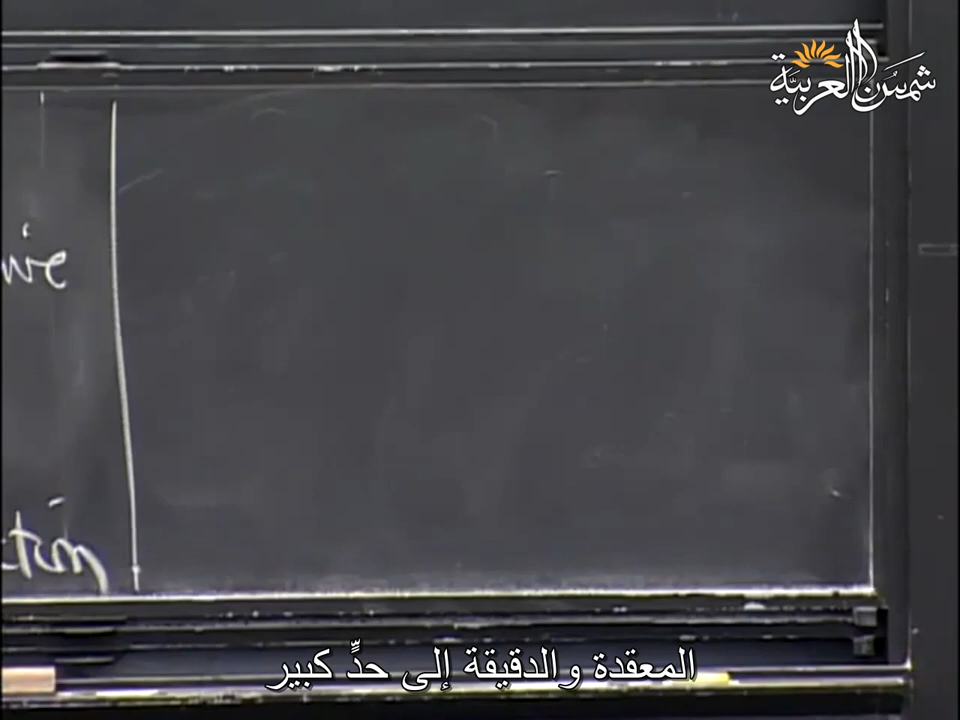 شمس العربية
المعقدة والدقيقة إلى حدٍّ كبير